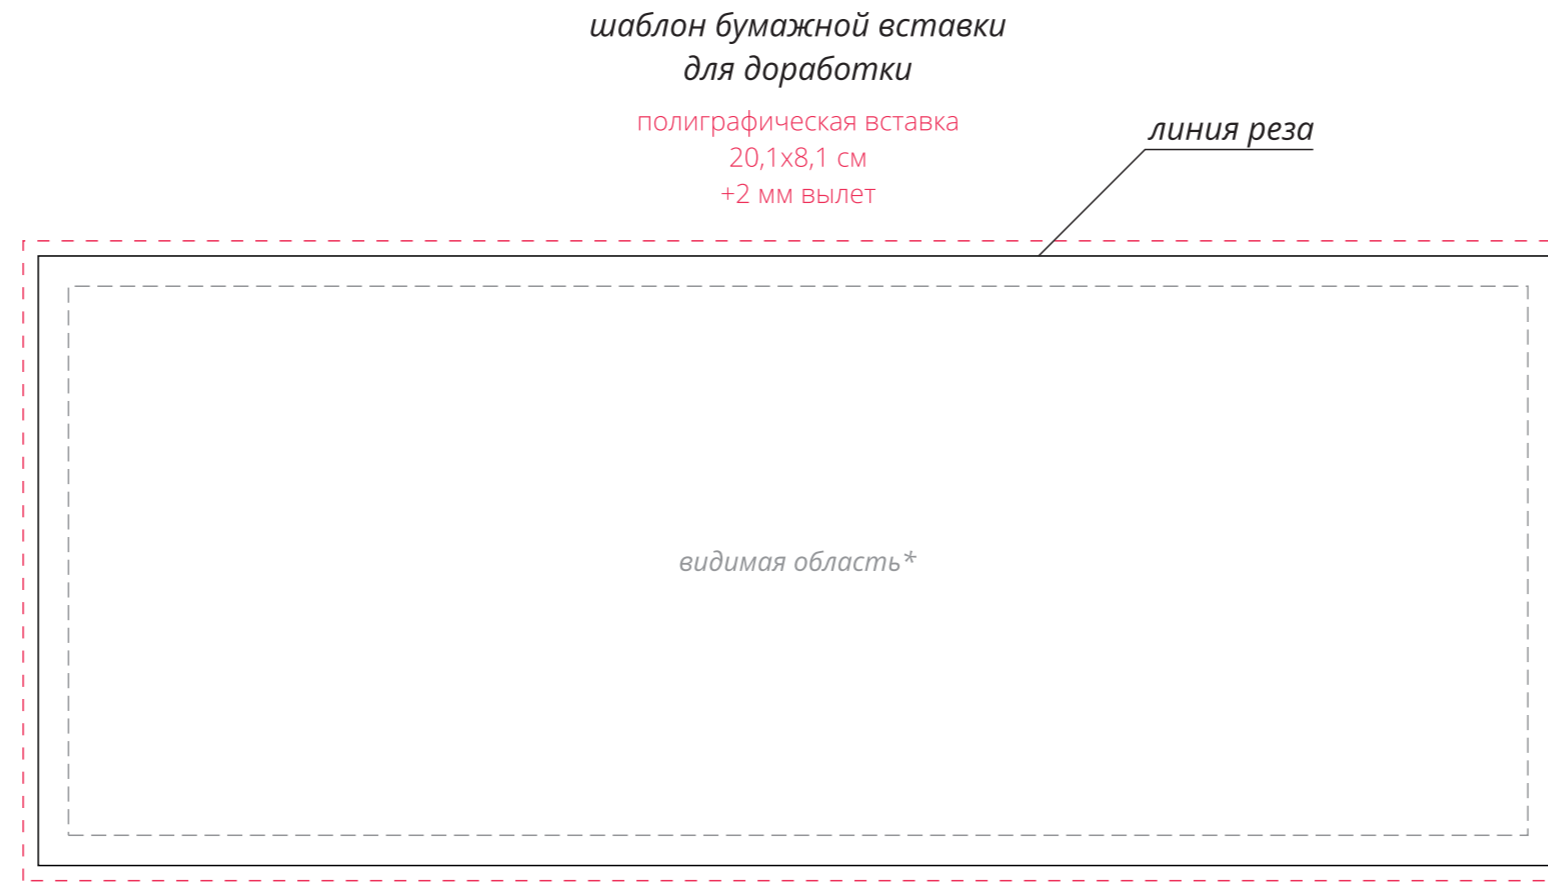 шаблон бумажной вставки
для доработки
полиграфическая вставка
20,1х8,1 см
+2 мм вылет
линия реза
видимая область*